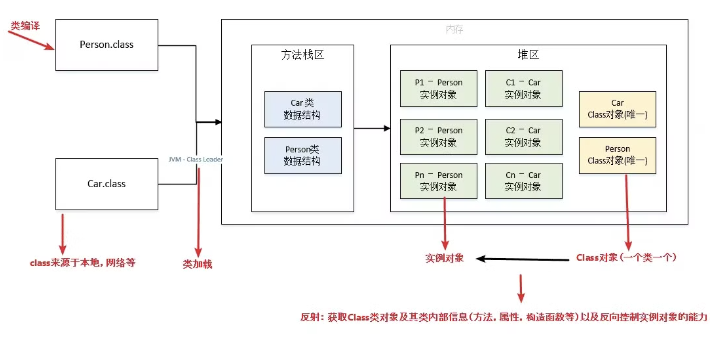 类编译
内存
Person.class
方法栈区
堆区
P1 - Person
实例对象
C1 - Car
实例对象
Car 类
数据结构
Car
Class对象(唯一)
P2 - Person
实例对象
C2 - Car
实例对象
Person类
数据结构
Person
Class对象(唯一)
JVM - Class Loader
Car.class
Pn - Person
实例对象
Cn - Car
实例对象
class来源于本地, 网络等
类加载
实例对象
Class对象(一个类一个)
反射: 获取Class类对象及其类内部信息(方法, 属性, 构造函数等)以及反向控制实例对象的能力